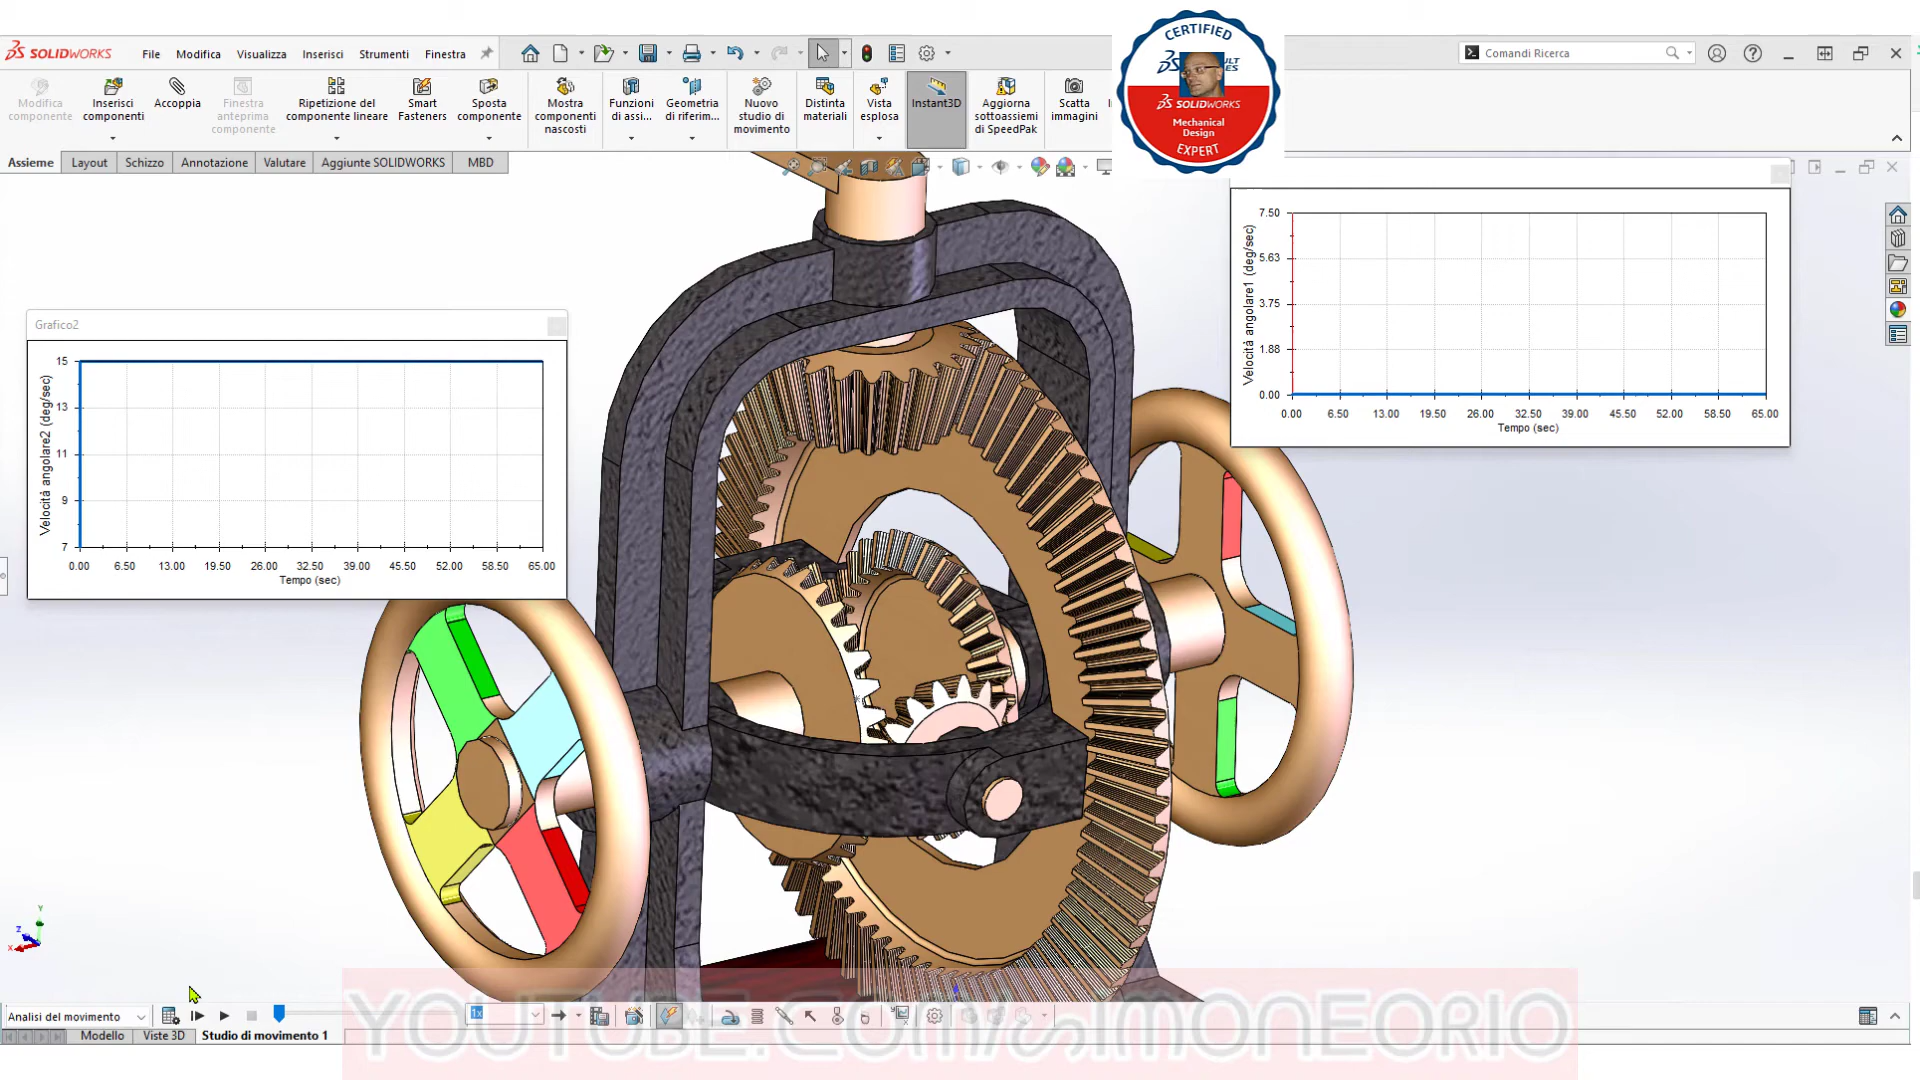 SOLIDWORKS
File
Modifica
Visualizza
Inserisci
Strumenti
Finestra
Comandi Ricerca
CERTIFIED
SOLIDWORKS
Mechanical
Design
EXPERT
Modifica
componente
Inserisci
componenti
Accoppia
Finestra
anteprima
componente
Ripetizione del
componente lineare
Smart
Fasteners
Sposta
componente
Mostra
componenti
nascosti
Funzioni
di assi...
Geometria
di riferim...
Nuovo
studio di
movimento
Distinta
materiali
Vista
esplosa
Instant3D
Aggiorna
sottoassiemi
di SpeedPak
Scatta
immagini
Assieme
Layout
Schizzo
Annotazione
Valutare
Aggiunte SOLIDWORKS
MBD
Grafico2
Velocità angolare2 (deg/sec)
15
13
11
9
7
0.00 6.50 13.00 19.50 26.00 32.50 39.00 45.50 52.00 58.50 65.00
Tempo (sec)
Velocità angolare1 (deg/sec)
7.50
5.63
3.75
1.88
0.00
0.00 6.50 13.00 19.50 26.00 32.50 39.00 45.50 52.00 58.50 65.00
Tempo (sec)
Y
Z
X
Analisi del movimento
1x
Modello
Viste 3D
Studio di movimento 1
YOUTUBE.COM/SIMONEORIO